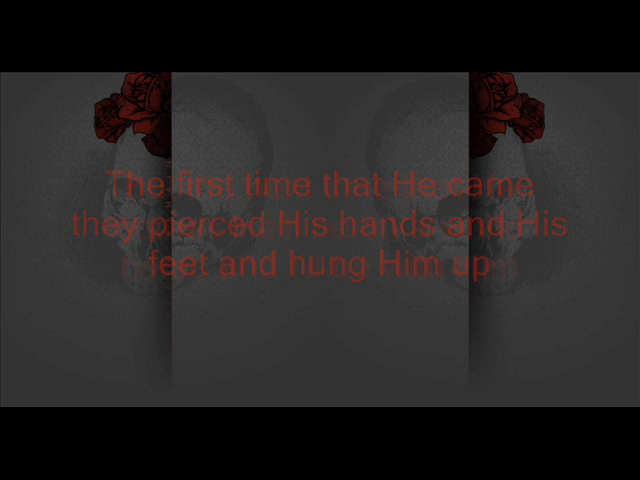 The first time that He came
they pierced His hands and His
feet and hung Him up